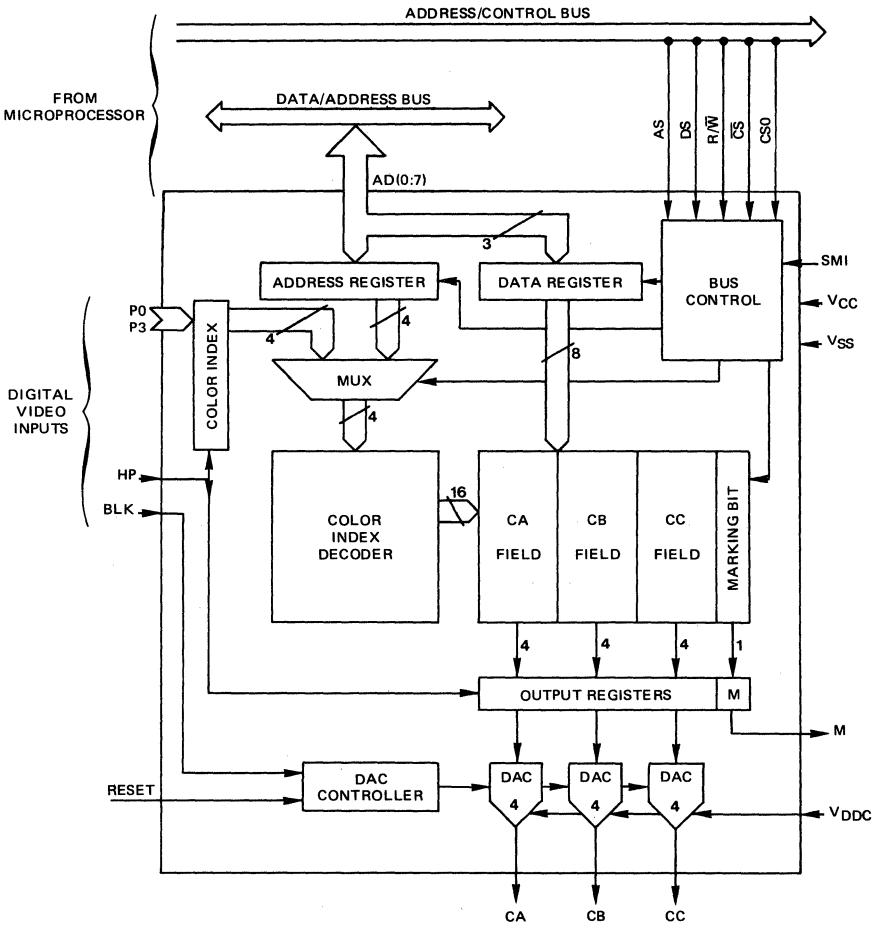 ADDRESS/CONTROL BUS
FROM
MICROPROCESSOR
DATA/ADDRESS BUS
AS
DS
R/W̅
C̅S̅
CS0
AD(0:7)
3
ADDRESS REGISTER
DATA REGISTER
BUS
CONTROL
SMI
VCC
VSS
P0
P3
4
4
8
COLOR INDEX
MUX
4
DIGITAL
VIDEO
INPUTS
HP
BLK
COLOR
INDEX
DECODER
16
CA
FIELD
CB
FIELD
CC
FIELD
MARKING BIT
4
4
4
1
OUTPUT REGISTERS
M
M
RESET
DAC
CONTROLLER
DAC
4
DAC
4
DAC
4
VDDC
CA
CB
CC